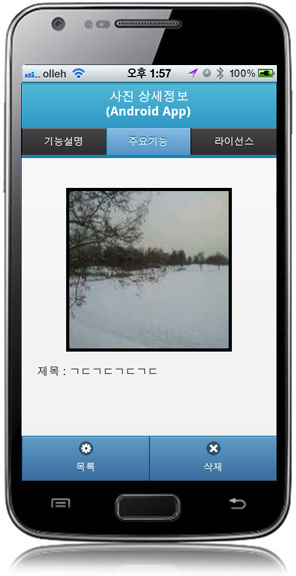 olleh 오후 1:57 100%
사진 상세정보
(Android App)
기능설명 주요기능 라이선스
제목 : ㄱㄷㄱㄷㄱㄷㄱㄷ
목록 삭제